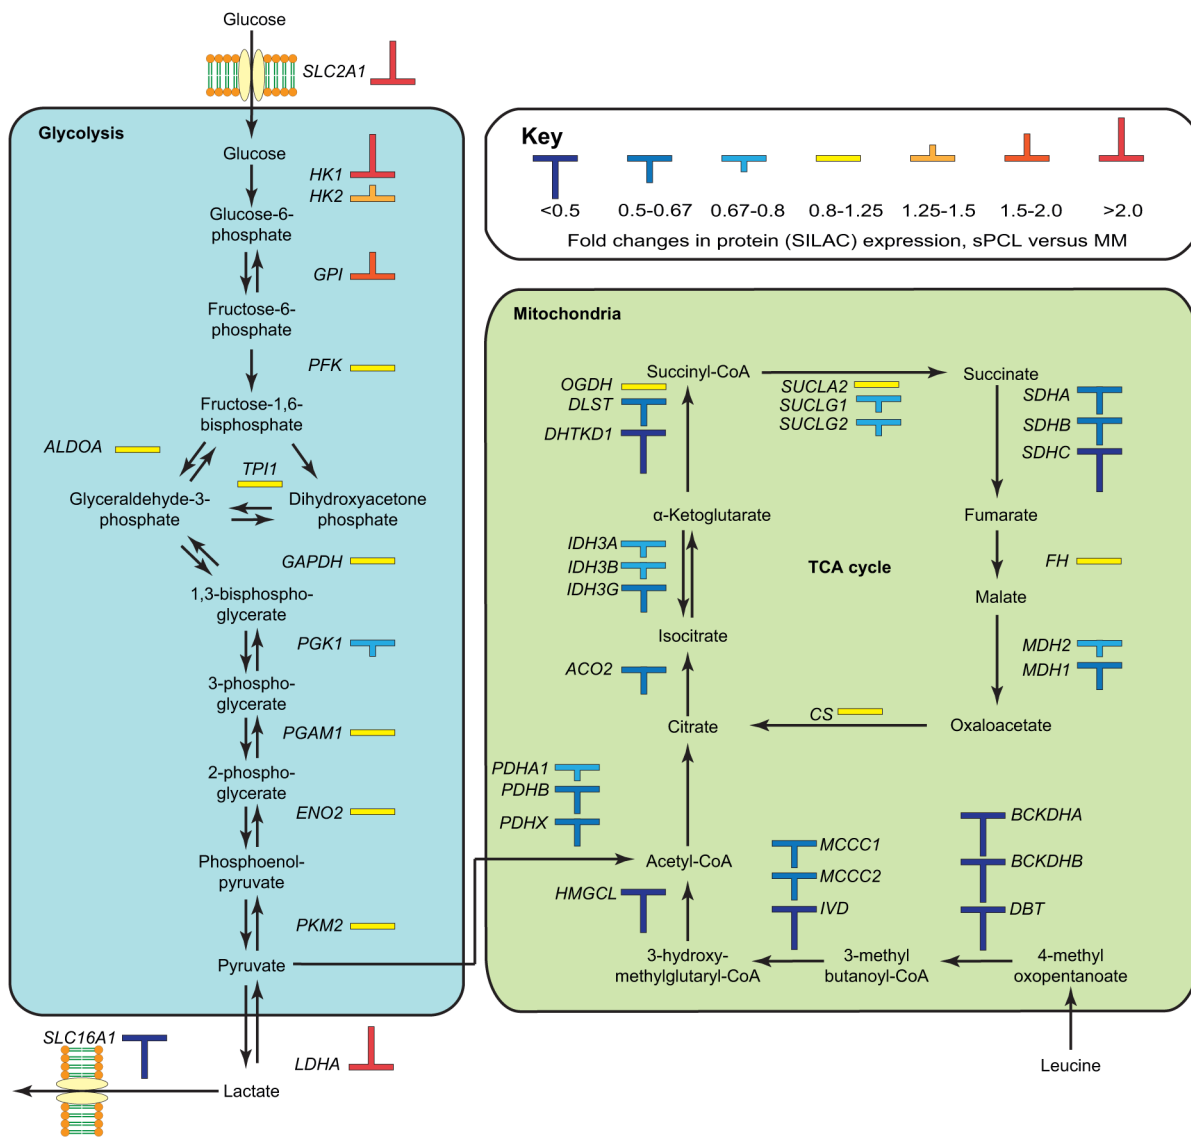 Glucose
SLC2A1
Glycolysis
Glucose
HK1
HK2
Glucose-6-
phosphate
GPI
Fructose-6-
phosphate
PFK
Fructose-1,6-
bisphosphate
ALDOA
TPI1
Glyceraldehyde-3-
phosphate
Dihydroxyacetone
phosphate
GAPDH
1,3-bisphospho-
glycerate
PGK1
3-phospho-
glycerate
PGAM1
2-phospho-
glycerate
ENO2
Phosphoenol-
pyruvate
PKM2
Pyruvate
SLC16A1
LDHA
Lactate
Key
<0.5 0.5-0.67 0.67-0.8 0.8-1.25 1.25-1.5 1.5-2.0 >2.0
Fold changes in protein (SILAC) expression, sPCL versus MM
Mitochondria
Succinyl-CoA
OGDH
DLST
DHTKD1
SUCLA2
SUCLG1
SUCLG2
Succinate
SDHA
SDHB
SDHC
α-Ketoglutarate
Fumarate
IDH3A
IDH3B
IDH3G
TCA cycle
FH
Malate
Isocitrate
MDH2
MDH1
ACO2
CS
Citrate
Oxaloacetate
PDHA1
PDHB
PDHX
Acetyl-CoA
MCCC1
MCCC2
IVD
BCKDHA
BCKDHB
DBT
HMGCL
3-hydroxy-
methylglutaryl-CoA
3-methyl
butanoyl-CoA
4-methyl
oxopentanoate
Leucine